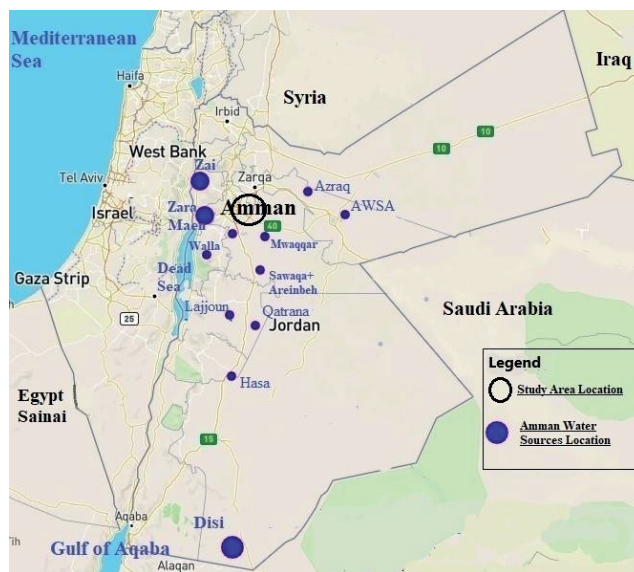 Mediterranean
Sea
Haifa
Syria
Iraq
Irbid
10
10
West Bank
Zai
Tel Aviv
Zarqa
Azraq
Israel
Zara
Maen
Amman
AWSA
40
Mwaqqar
Walla
Gaza Strip
Dead
Sea
Sawaqa+
Areinbeh
Saudi Arabia
25
Lajjoun
Qatrana
Jordan
Egypt
Sainai
Hasa
Legend
Study Area Location
Amman Water
Sources Location
15
Aqaba
Disi
Gulf of Aqaba
Tih
Alaqan